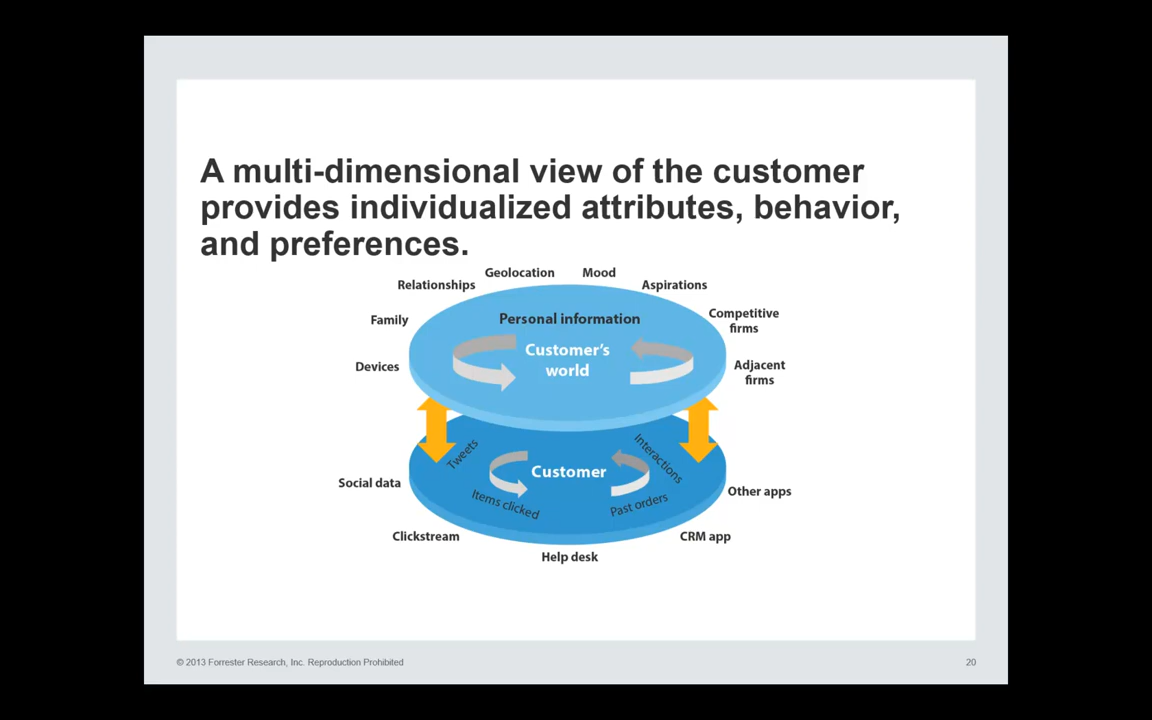 A multi-dimensional view of the customer
provides individualized attributes, behavior,
and preferences.
Geolocation
Mood
Relationships
Aspirations
Family
Personal information
Competitive
firms
Customer's
world
Devices
Adjacent
firms
Tweets
Interactions
Customer
Social data
Items clicked
Past orders
Other apps
Clickstream
CRM app
Help desk
© 2013 Forrester Research, Inc. Reproduction Prohibited
20